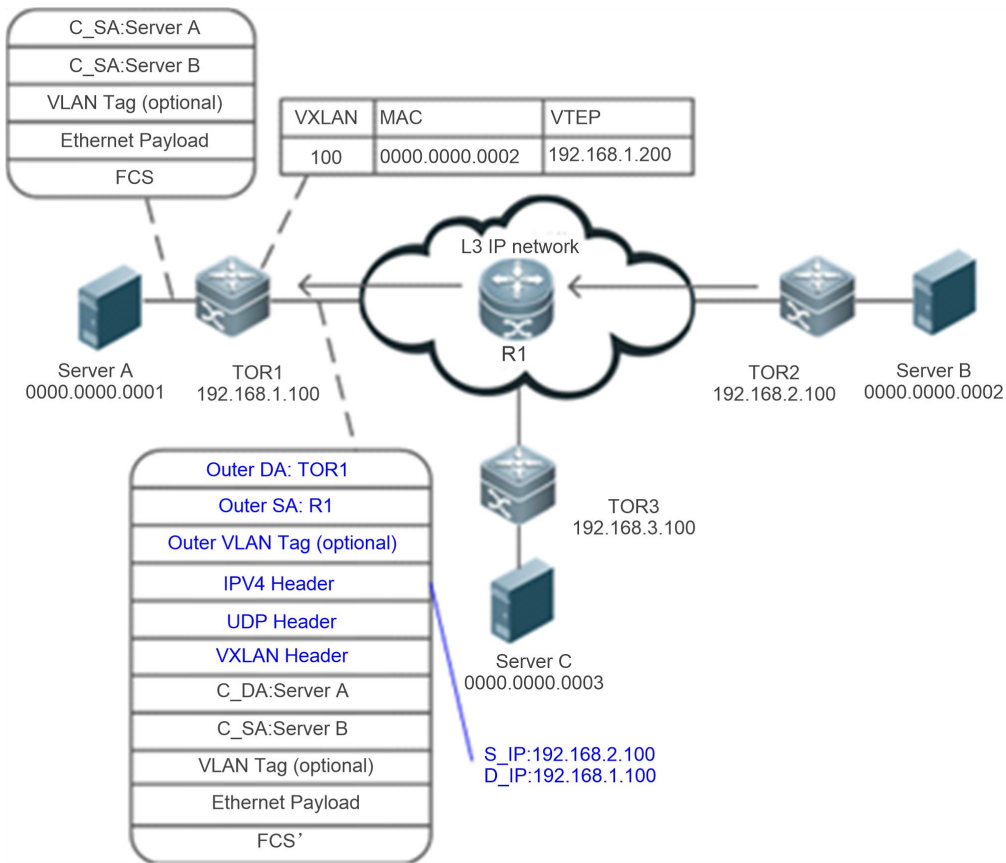 C_SA:Server A
C_SA:Server B
VLAN Tag (optional)
Ethernet Payload
FCS
VXLAN MAC VTEP
100 0000.0000.0002 192.168.1.200
L3 IP network
R1
Server A
0000.0000.0001
TOR1
192.168.1.100
TOR2
192.168.2.100
Server B
0000.0000.0002
TOR3
192.168.3.100
Server C
0000.0000.0003
Outer DA: TOR1
Outer SA: R1
Outer VLAN Tag (optional)
IPV4 Header
UDP Header
VXLAN Header
C_DA:Server A
C_SA:Server B
VLAN Tag (optional)
Ethernet Payload
FCS’
S_IP:192.168.2.100
D_IP:192.168.1.100